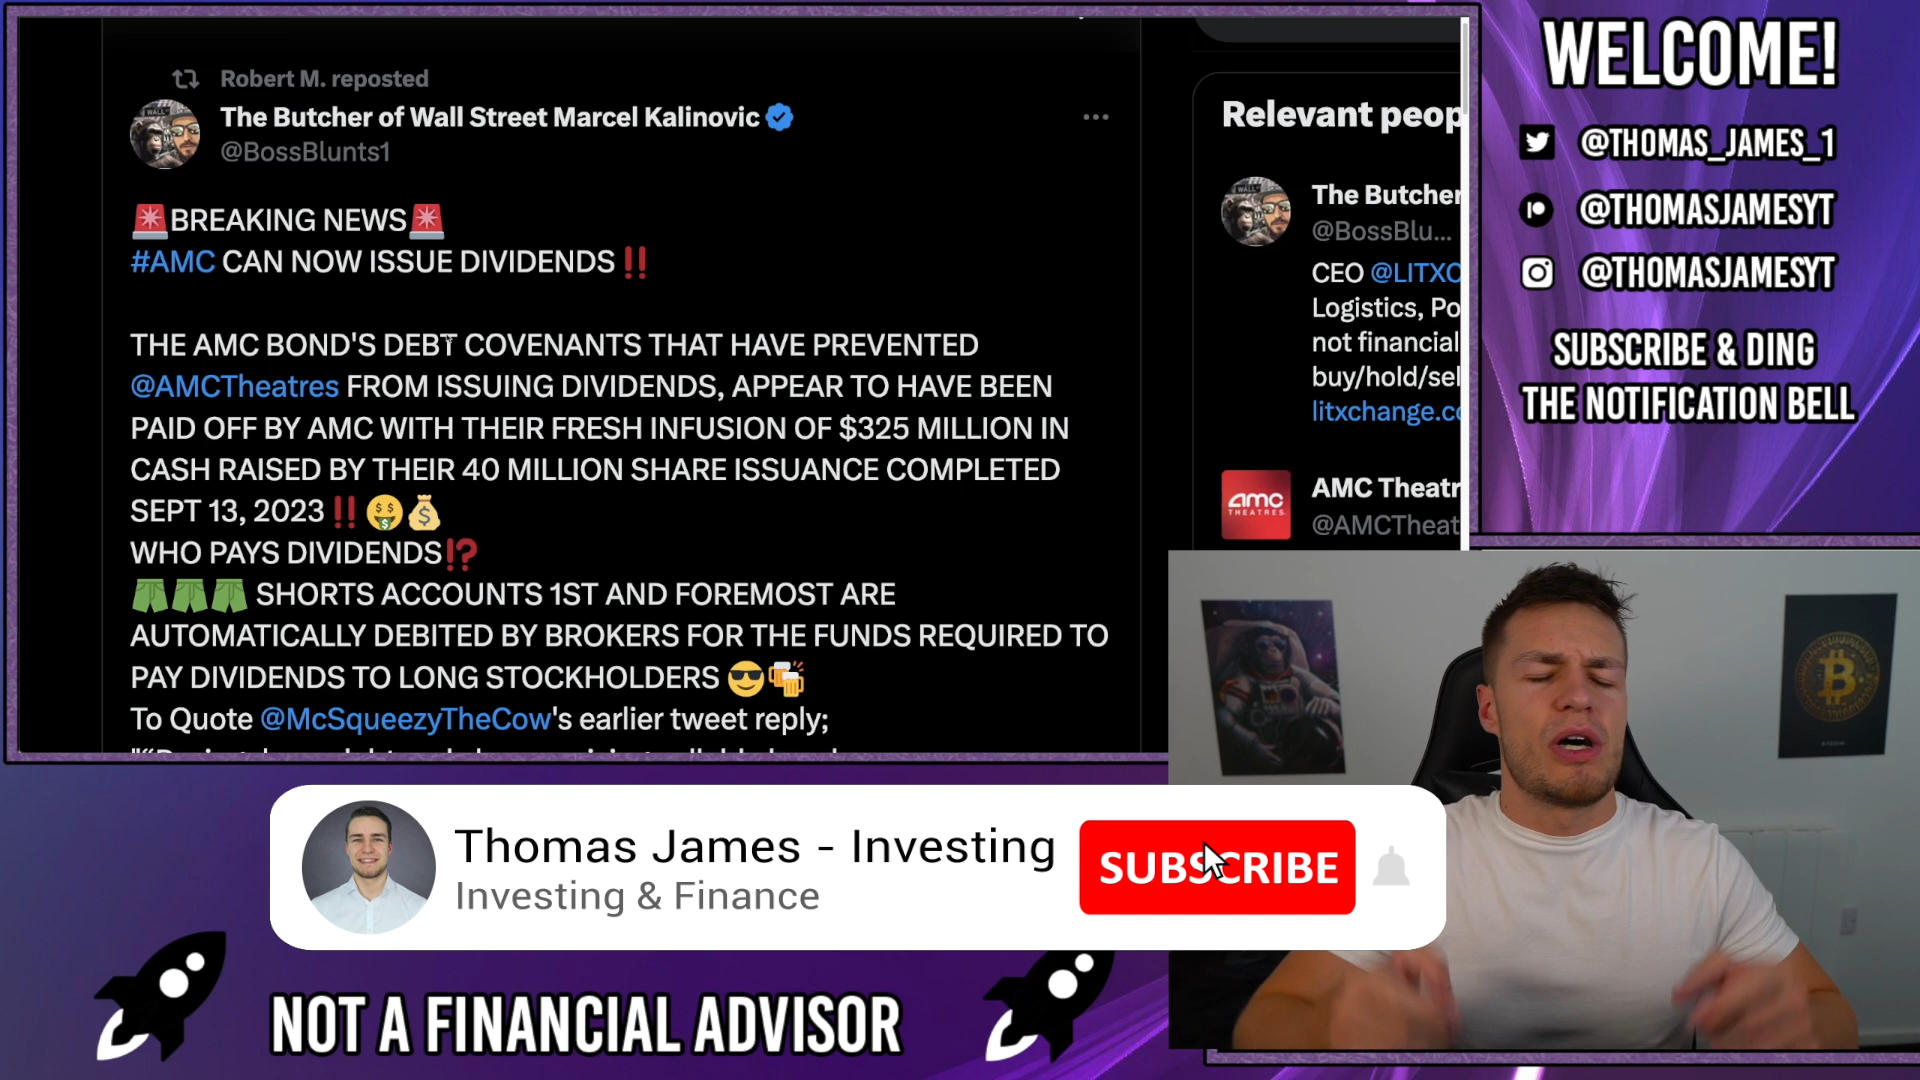 Robert M. reposted
The Butcher of Wall Street Marcel Kalinovic
@BossBlunts1
BREAKING NEWS
#AMC CAN NOW ISSUE DIVIDENDS‼
THE AMC BOND'S DEBT COVENANTS THAT HAVE PREVENTED
@AMCTheatres FROM ISSUING DIVIDENDS, APPEAR TO HAVE BEEN
PAID OFF BY AMC WITH THEIR FRESH INFUSION OF $325 MILLION IN
CASH RAISED BY THEIR 40 MILLION SHARE ISSUANCE COMPLETED
SEPT 13, 2023‼
WHO PAYS DIVIDENDS⁉
SHORTS ACCOUNTS 1ST AND FOREMOST ARE
AUTOMATICALLY DEBITED BY BROKERS FOR THE FUNDS REQUIRED TO
PAY DIVIDENDS TO LONG STOCKHOLDERS
To Quote @McSqueezyTheCow's earlier tweet reply;
Relevant peop
The Butcher
@BossBlu...
CEO @LITXC
Logistics, Po
not financial
buy/hold/sel
litxchange.co
amc
THEATRES
AMC Theatr
@AMCTheat
WELCOME!
@THOMAS_JAMES_1
@THOMASJAMESYT
@THOMASJAMESYT
SUBSCRIBE & DING
THE NOTIFICATION BELL
Thomas James - Investing
Investing & Finance
SUBSCRIBE
NOT A FINANCIAL ADVISOR